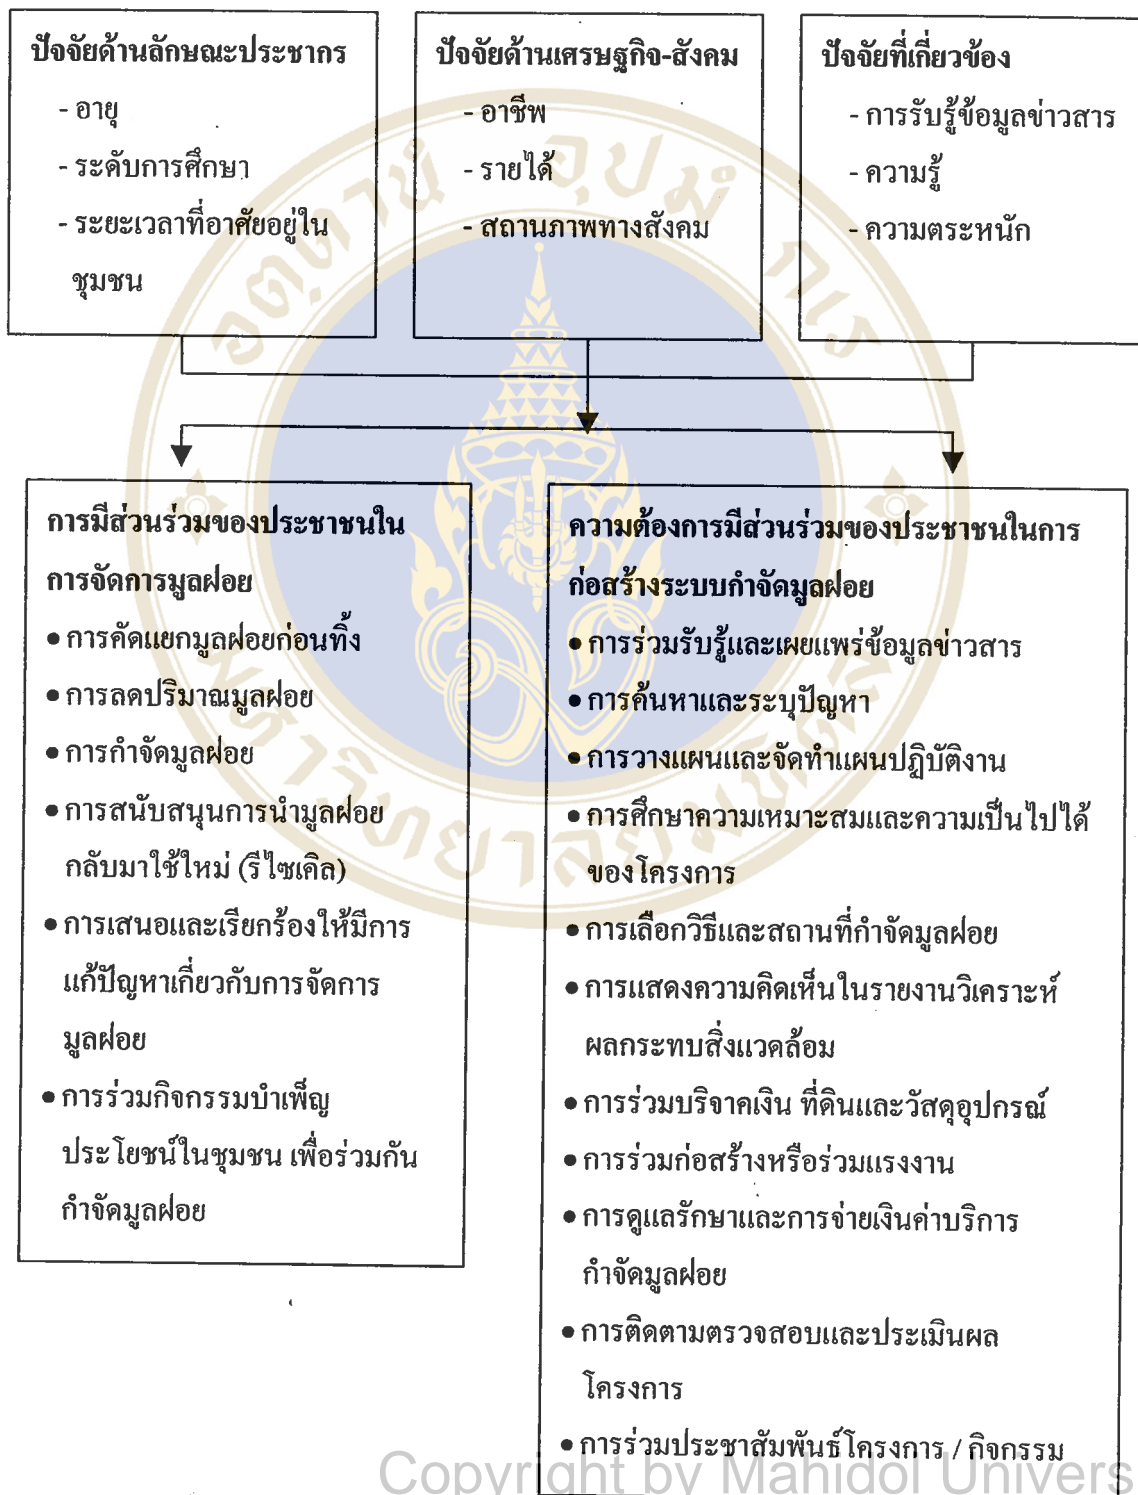 ปัจจัยด้านลักษณะประชากร
- อายุ
- ระดับการศึกษา
- ระยะเวลาที่อาศัยอยู่ใน
ชุมชน
ปัจจัยด้านเศรษฐกิจ-สังคม
- อาชีพ
- รายได้
- สถานภาพทางสังคม
ปัจจัยที่เกี่ยวข้อง
- การรับรู้ข้อมูลข่าวสาร
- ความรู้
- ความตระหนัก
การมีส่วนร่วมของประชาชนใน
การจัดการมูลฝอย
• การคัดแยกมูลฝอยก่อนทิ้ง
• การลดปริมาณมูลฝอย
• การกำจัดมูลฝอย
• การสนับสนุนการนำมูลฝอย
กลับมาใช้ใหม่ (รีไซเคิล)
• การเสนอและเรียกร้องให้มีการ
แก้ปัญหาเกี่ยวกับการจัดการ
มูลฝอย
• การร่วมกิจกรรมบำเพ็ญ
ประโยชน์ในชุมชน เพื่อร่วมกัน
กำจัดมูลฝอย
ความต้องการมีส่วนร่วมของประชาชนในการ
ก่อสร้างระบบกำจัดมูลฝอย
• การร่วมรับรู้และเผยแพร่ข้อมูลข่าวสาร
• การค้นหาและระบุปัญหา
• การวางแผนและจัดทำแผนปฏิบัติงาน
• การศึกษาความเหมาะสมและความเป็นไปได้
ของโครงการ
• การเลือกวิธีและสถานที่กำจัดมูลฝอย
• การแสดงความคิดเห็นในรายงานวิเคราะห์
ผลกระทบสิ่งแวดล้อม
• การร่วมบริจาคเงิน ที่ดินและวัสดุอุปกรณ์
• การร่วมก่อสร้างหรือร่วมแรงงาน
• การดูแลรักษาและการจ่ายเงินค่าบริการ
กำจัดมูลฝอย
• การติดตามตรวจสอบและประเมินผล
โครงการ
• การร่วมประชาสัมพันธ์โครงการ / กิจกรรม
อตฺตานํ อุปมํ กเร
มหาวิทยาลัยมหิดล
Copyright by Mahidol Univers